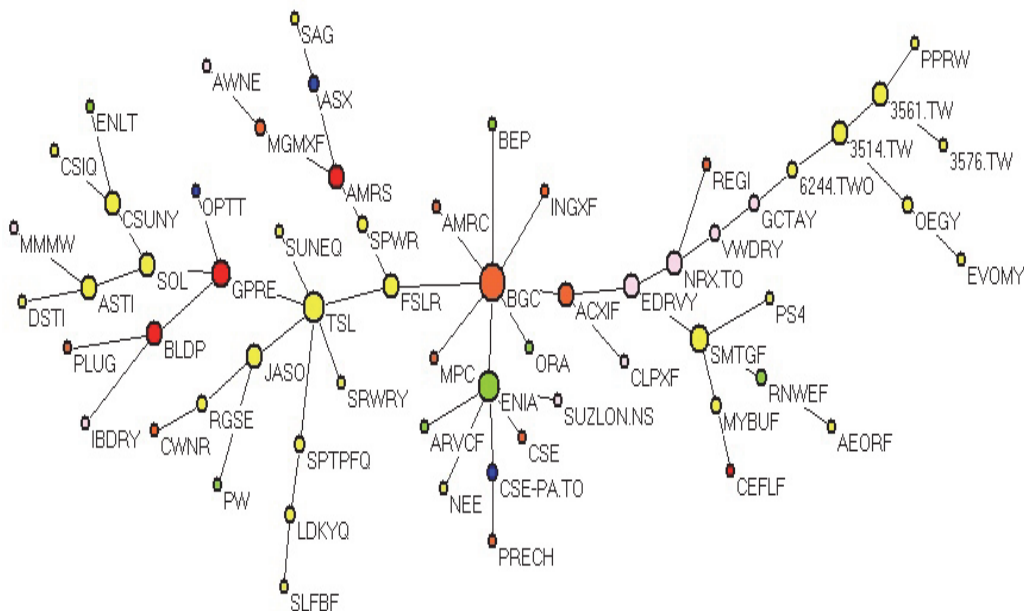 SAG
PPRW
AWNE
ASX
3561.TW
ENLT
BEP
MGMXF
3514.TW
3576.TW
CSIQ
AMRS
REGI
6244.TWO
OPTT
INGXF
GCTAY
OEGY
CSUNY
AMRC
SPWR
MMMW
SUNEQ
VWDRY
EVOMY
SOL
GPRE
NRX.TO
ASTI
FSLR
BGC
ACXIF
EDRVY
PS4
DSTI
TSL
SMTGF
BLDP
ORA
PLUG
JASO
MPC
CLPXF
RNWEF
SRWRY
ENIA
SUZLON.NS
RGSE
MYBUF
IBDRY
CWNR
ARVCF
CSE
AEORF
SPTPFQ
PW
NEE
CSE-PA.TO
CEFLF
LDKYQ
PRECH
SLFBF